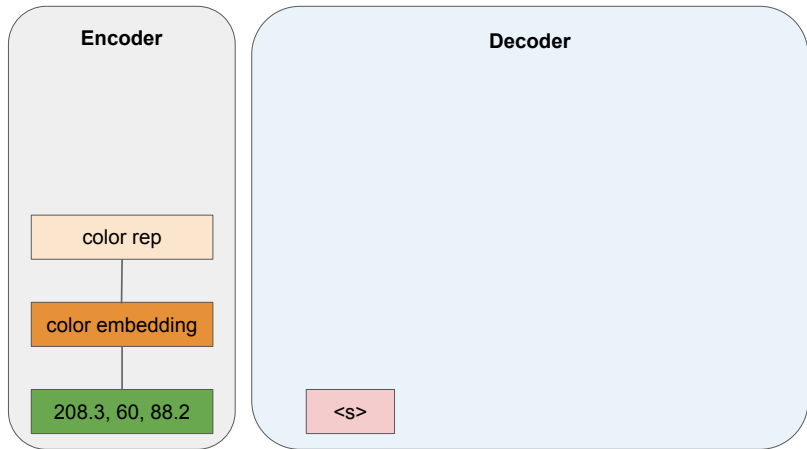 Encoder
Decoder
color rep
color embedding
208.3, 60, 88.2
<s>